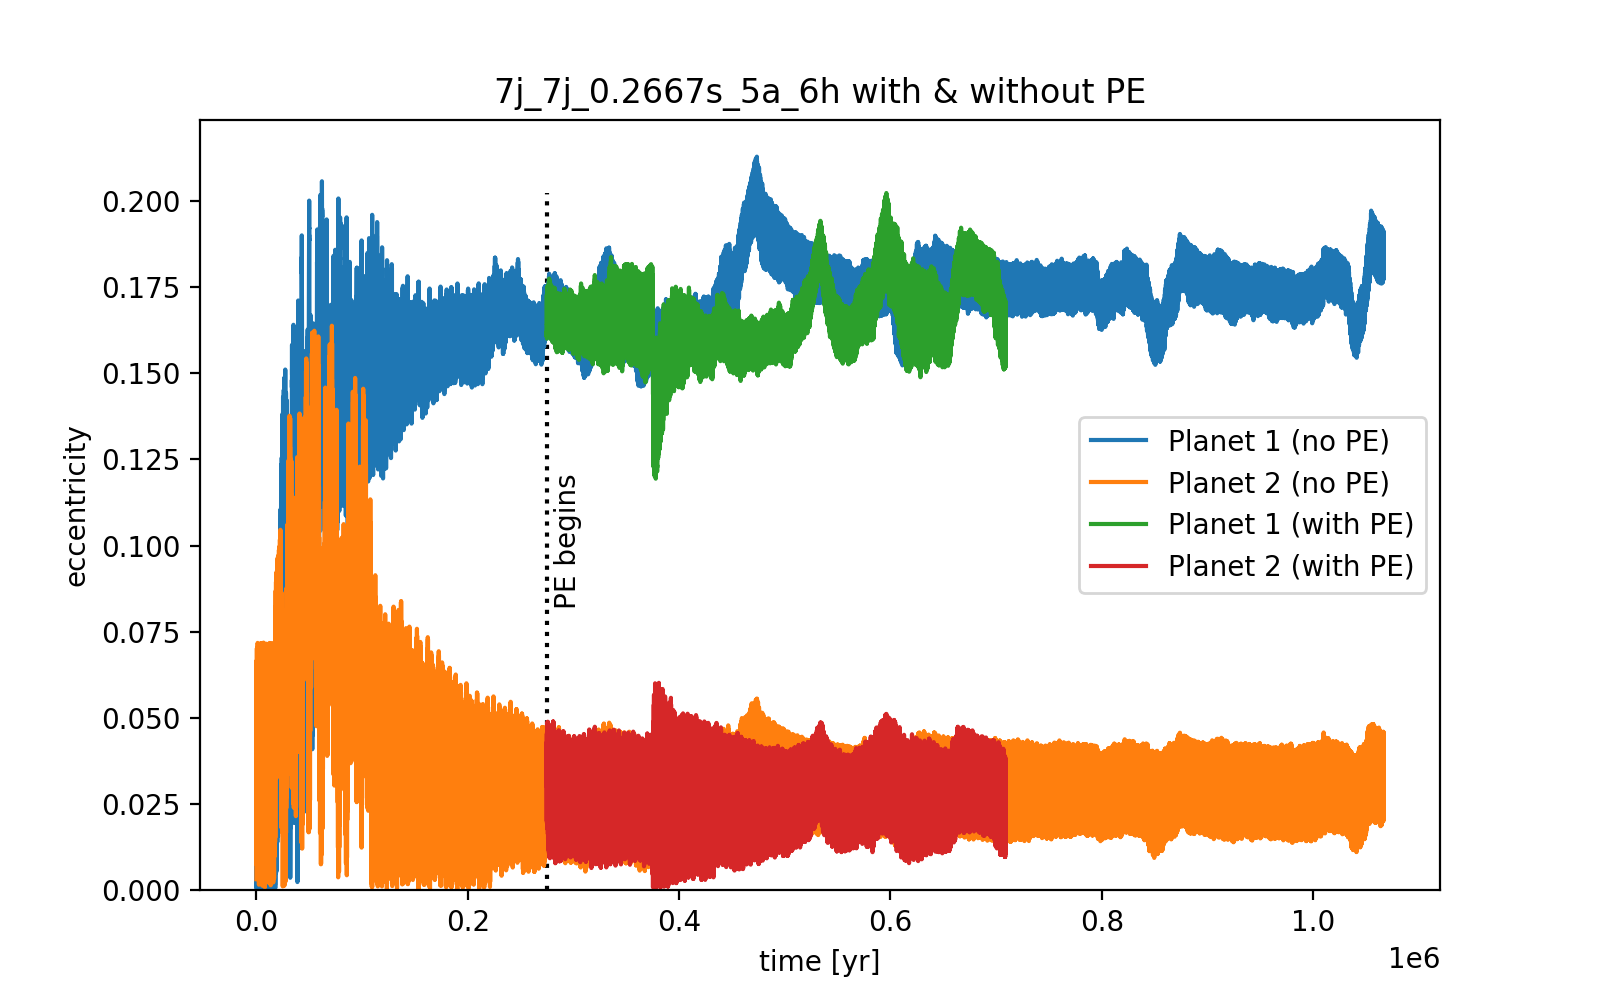 7j_7j_0.2667s_5a_6h with & without PE
0.200
0.175
0.150
0.125
0.100
0.075
0.050
0.025
0.000
eccentricity
PE begins
Planet 1 (no PE)
Planet 2 (no PE)
Planet 1 (with PE)
Planet 2 (with PE)
0.0 0.2 0.4 0.6 0.8 1.0
time [yr]
1e6